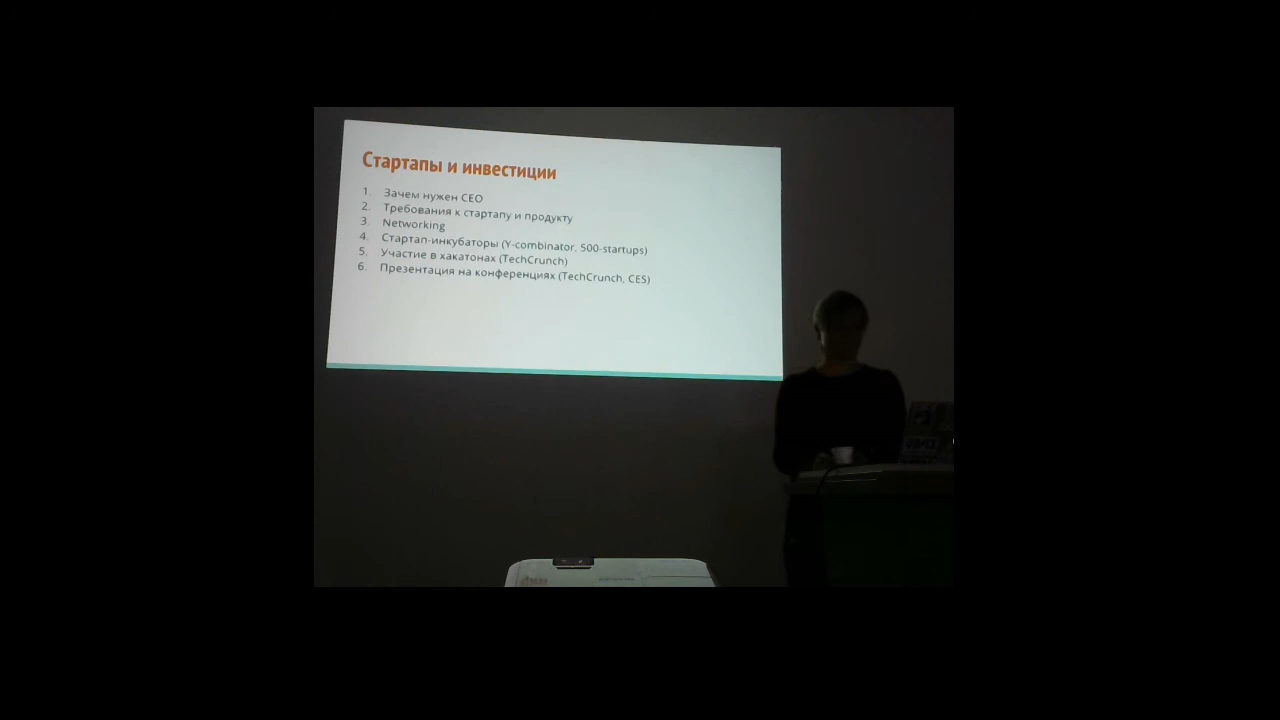 Стартапы и инвестиции
1. Зачем нужен CEO
2. Требования к стартапу и продукту
3. Networking
4. Стартап-инкубаторы (Y-combinator, 500-startups)
5. Участие в хакатонах (TechCrunch)
6. Презентация на конференциях (TechCrunch, CES)